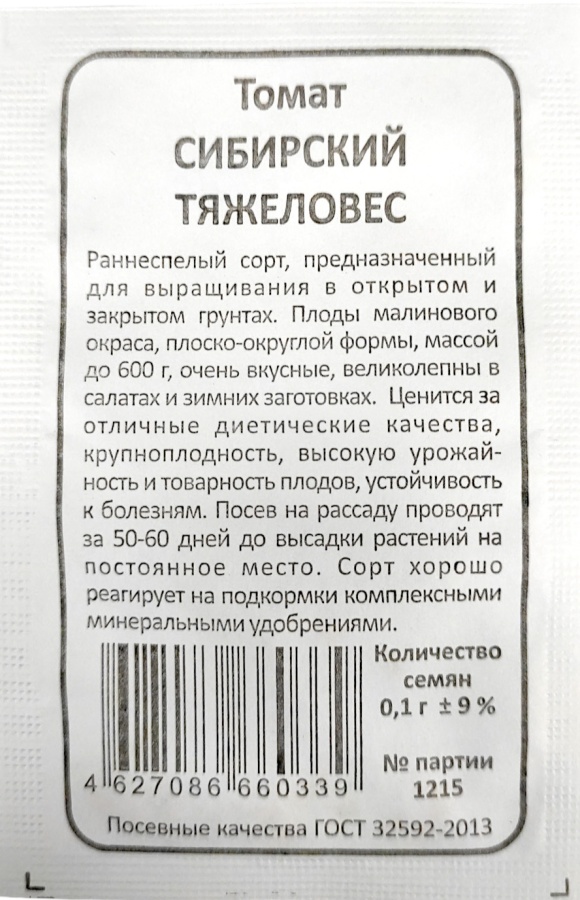 Томат
СИБИРСКИЙ
ТЯЖЕЛОВЕС
Раннеспелый сорт, предназначенный
для выращивания в открытом и
закрытом грунтах. Плоды малинового
окраса, плоско-округлой формы, массой
до 600 г, очень вкусные, великолепны в
салатах и зимних заготовках. Ценится за
отличные диетические качества,
крупноплодность, высокую урожай-
ность и товарность плодов, устойчивость
к болезням. Посев на рассаду проводят
за 50-60 дней до высадки растений на
постоянное место. Сорт хорошо
реагирует на подкормки комплексными
минеральными удобрениями.
Количество
семян
0,1 г ± 9 %
№ партии
1215
4 627086 660339
Посевные качества ГОСТ 32592-2013